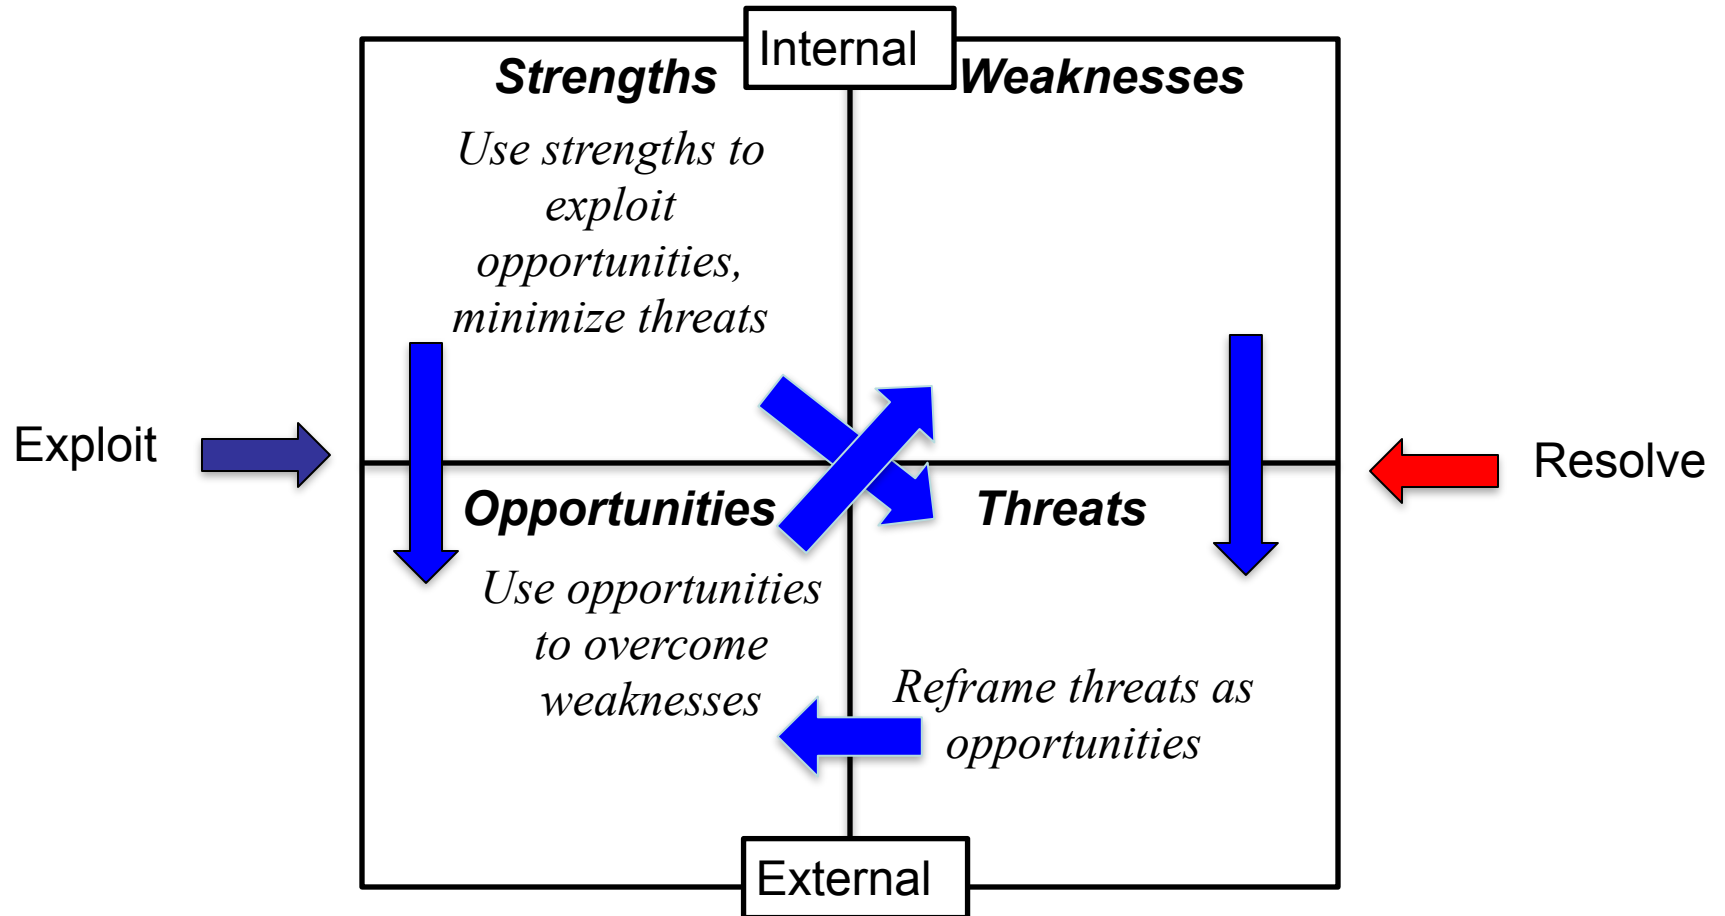 Internal
Strengths
Weaknesses
Use strengths to
exploit
opportunities,
minimize threats
Exploit
Resolve
Opportunities
Threats
Use opportunities
to overcome
weaknesses
Reframe threats as
opportunities
External